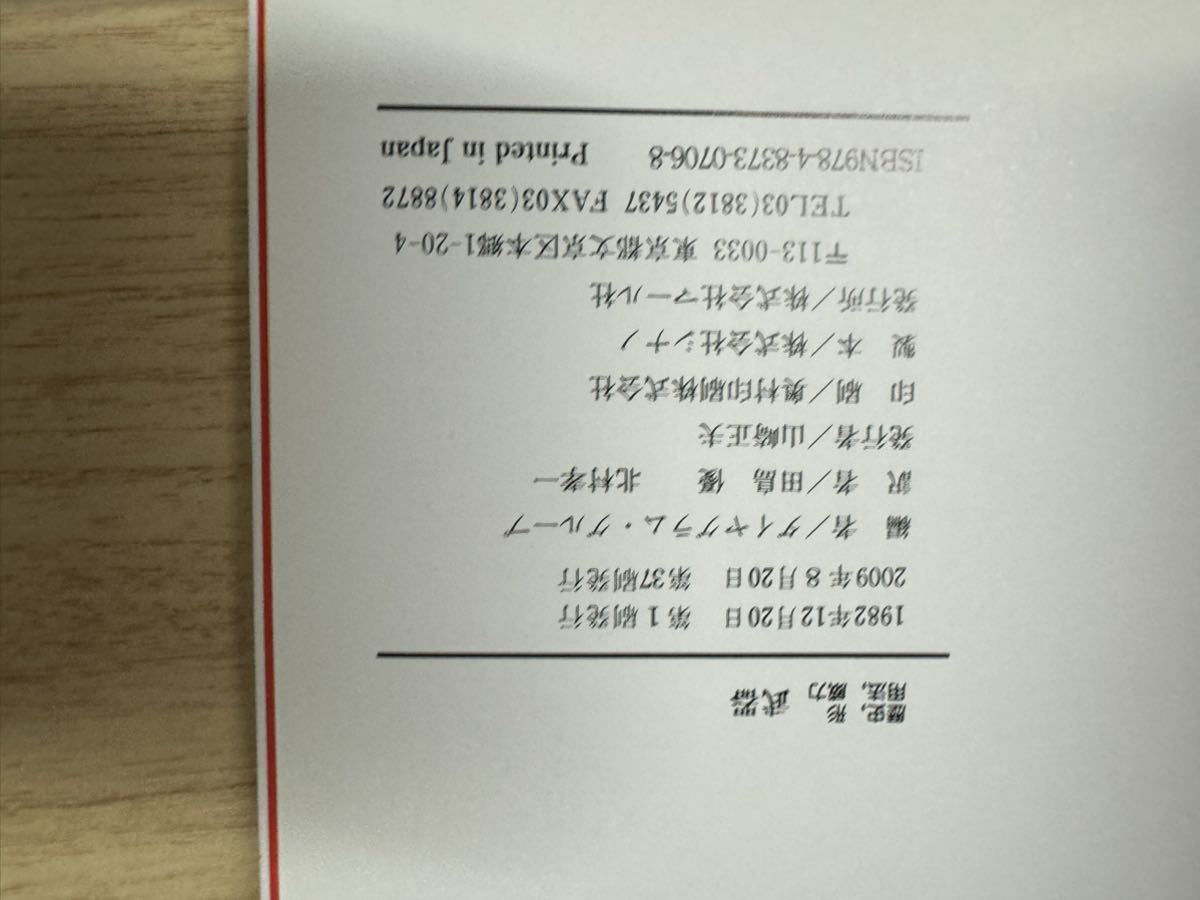 歴史，形
用法，威力
武器
1982年12月20日　第1刷発行
2009年8月20日　第37刷発行
編　者／ダイヤグラム・グループ
訳　者／田島　優　　北村孝一
発行者／山崎正夫
印　刷／奥村印刷株式会社
製　本／株式会社シナノ
発行所／株式会社マール社
〒113-0033 東京都文京区本郷1-20-4
TEL03(3812)5437 FAX03(3814)8872
ISBN978-4-8373-0706-8　Printed in Japan